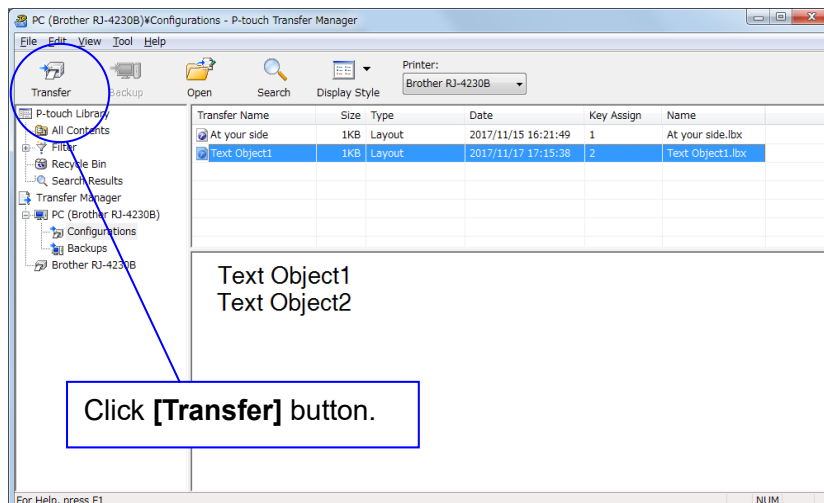 PC (Brother RJ-4230B)¥Configurations - P-touch Transfer Manager
File Edit View Tool Help
Printer:
Brother RJ-4230B
Transfer Backup Open Search Display Style
P-touch Library
All Contents
Filter
Recycle Bin
Search Results
Transfer Manager
PC (Brother RJ-4230B)
Configurations
Backups
Brother RJ-4230B
Transfer Name Size Type Date Key Assign Name
At your side 1KB Layout 2017/11/15 16:21:49 1 At your side.lbx
Text Object1 1KB Layout 2017/11/17 17:15:38 2 Text Object1.lbx
Text Object1
Text Object2
Click [Transfer] button.
For Help, press F1 NUM